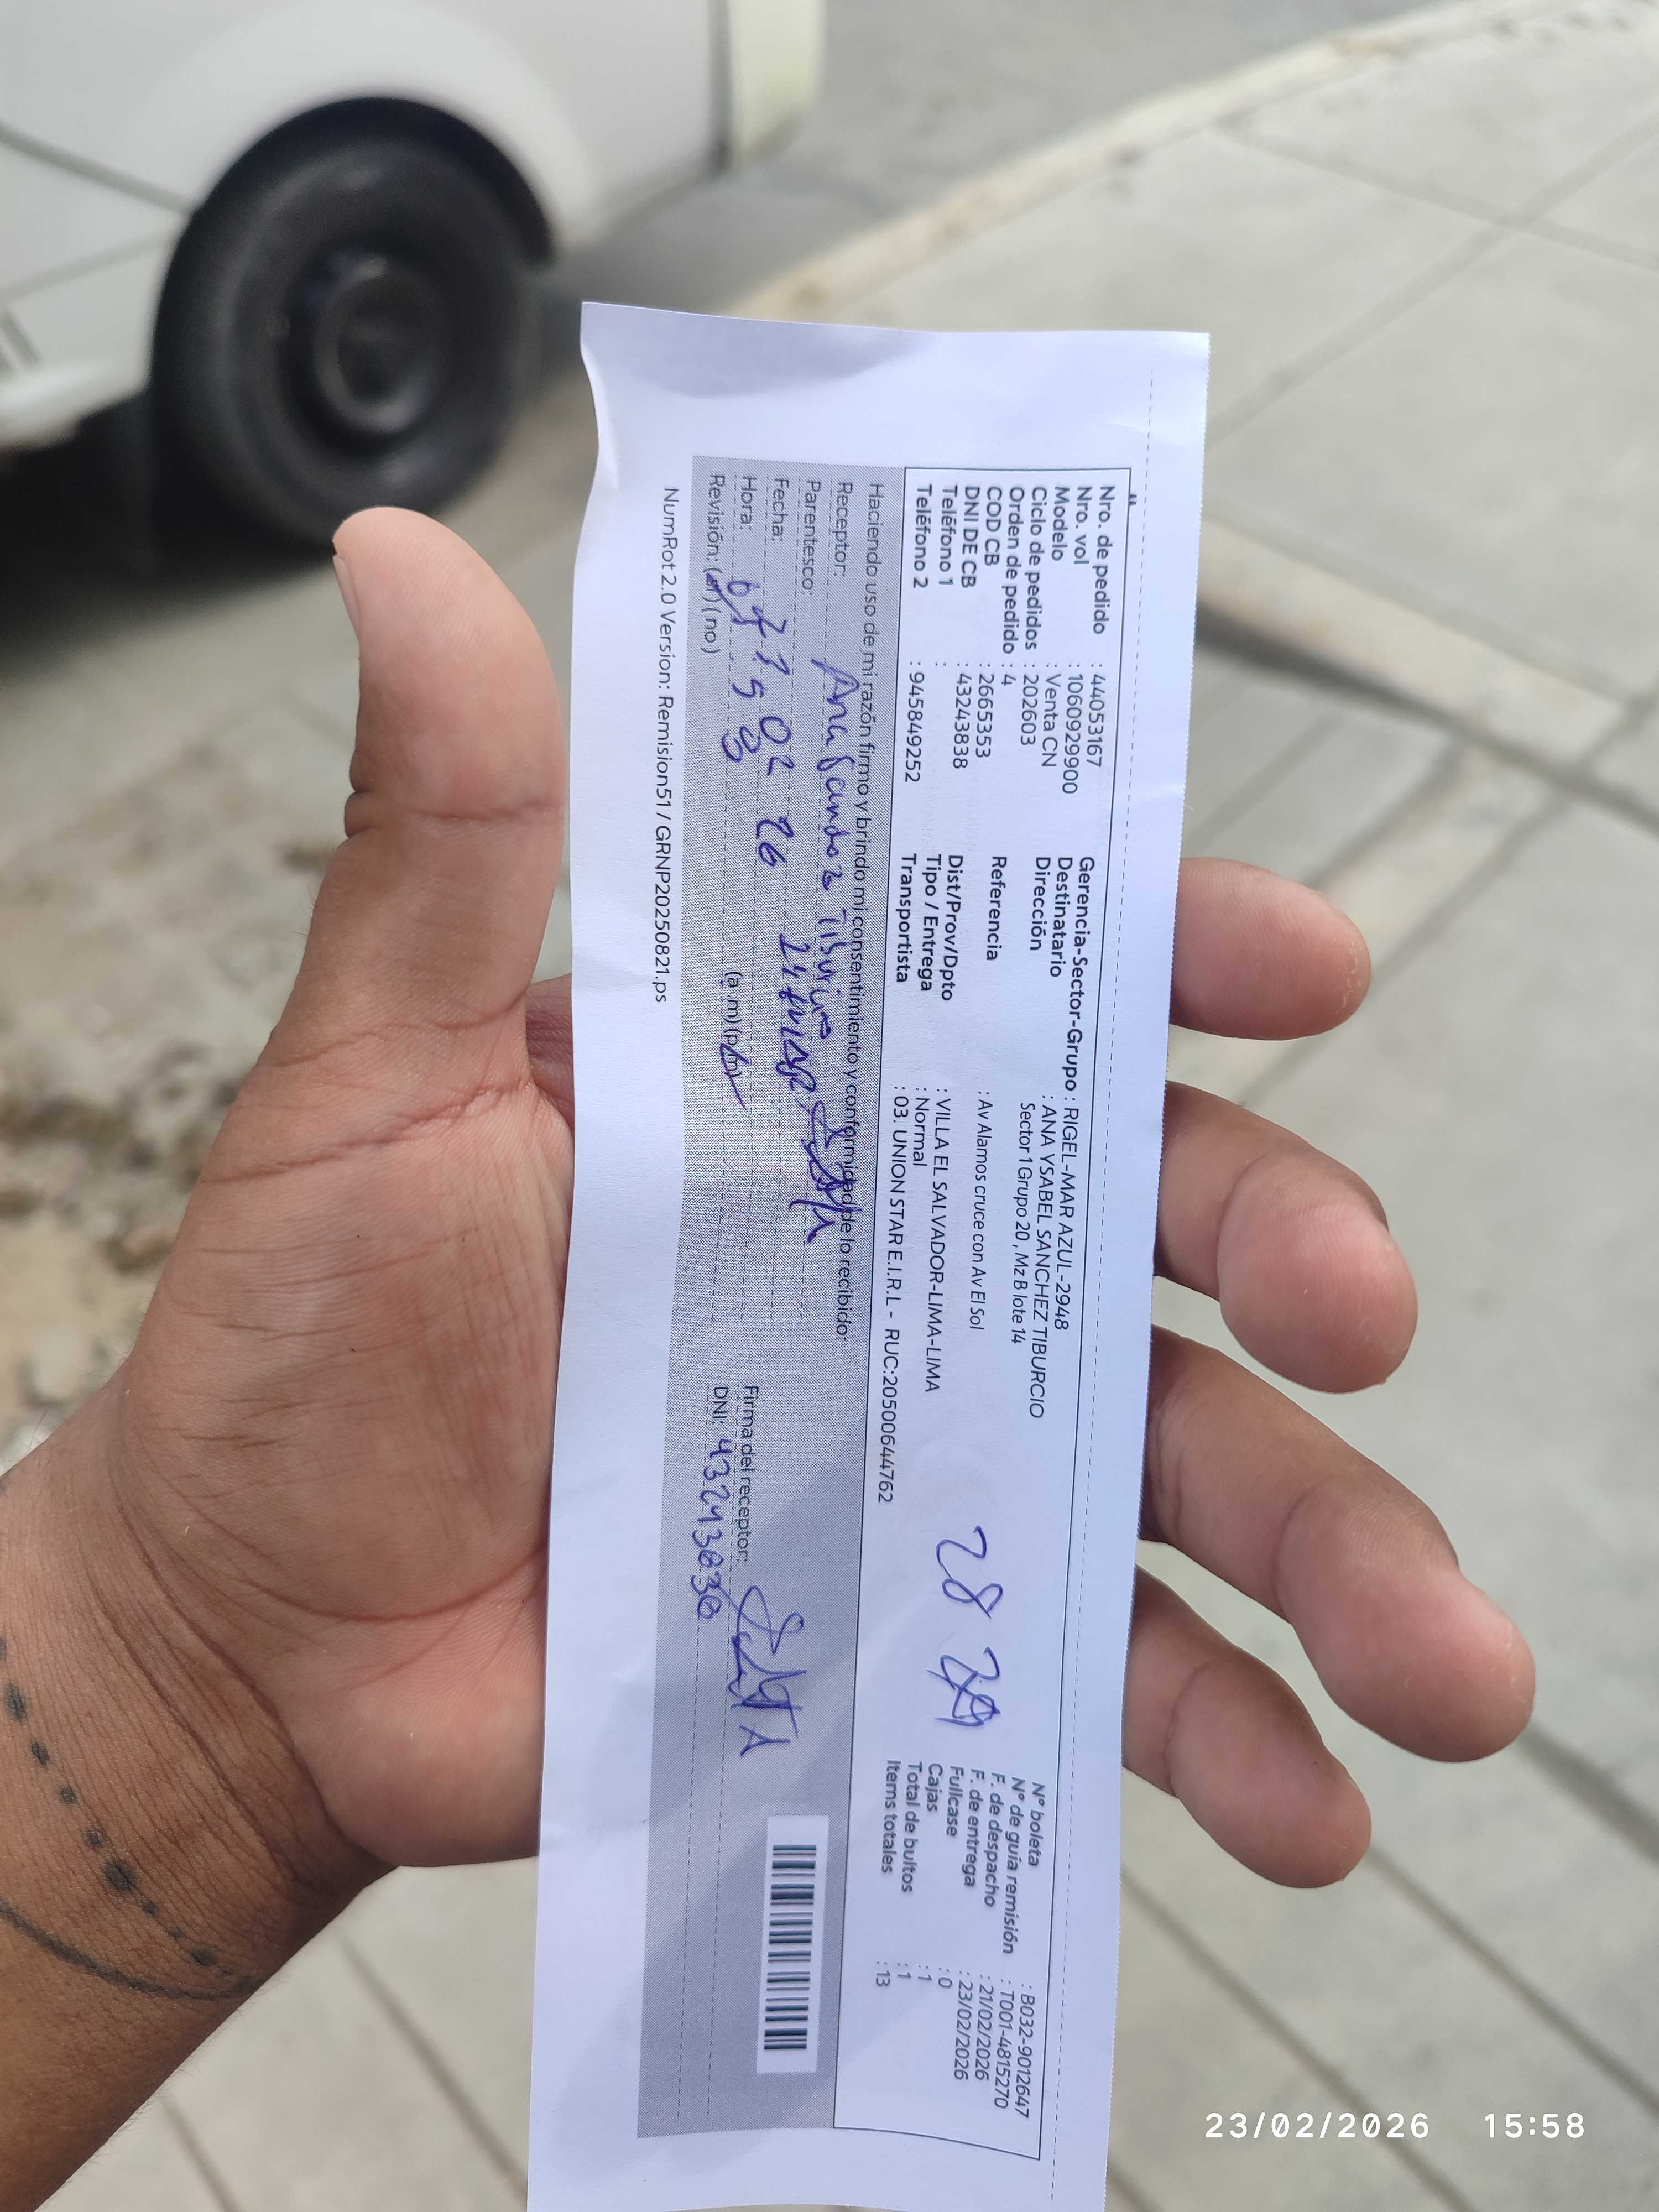 Nro. de pedido : 44053167
Nro. vol : 1060929900
Modelo : Venta CN
Ciclo de pedidos : 202603
Orden de pedido : 4
COD CB : 2665353
DNI DE CB : 43243838
Teléfono 1 :
Teléfono 2 : 945849252
Gerencia-Sector-Grupo : RIGEL-MAR AZUL-2948
Destinatario : ANA YSABEL SANCHEZ TIBURCIO
Dirección Sector 1 Grupo 20 , Mz B lote 14
Referencia : Av Alamos cruce con Av El Sol
Dist/Prov/Dpto : VILLA EL SALVADOR-LIMA-LIMA
Tipo / Entrega : Normal
Transportista : 03. UNION STAR E.I.R.L - RUC:20500644762
28
N° boleta : B032-9012647
N° de guía remisión : T001-4815270
F. de despacho : 21/02/2026
F. de entrega : 23/02/2026
Fullcase : 0
Cajas : 1
Total de bultos : 1
Items totales : 13
Haciendo uso de mi razón firmo y brindo mi consentimiento y conformidad de lo recibido:
Receptor: Ana
Parentesco:
Fecha: 02 26
Hora: (a.m) (p.m)
Revisión: (si) (no)
Firma del receptor:
DNI: 43243838
NumRot 2.0 Version: Remision51 / GRNP20250821.ps
23/02/2026 15:58